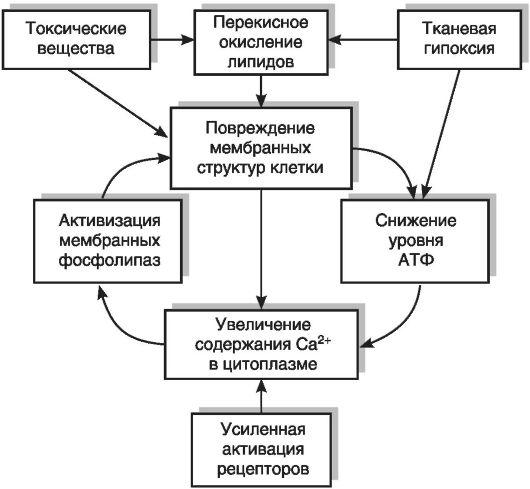 Токсические
вещества
Перекисное
окисление
липидов
Тканевая
гипоксия
Повреждение
мембранных
структур клетки
Активизация
мембранных
фосфолипаз
Снижение
уровня
АТФ
Увеличение
содержания Ca²⁺
в цитоплазме
Усиленная
активация
рецепторов